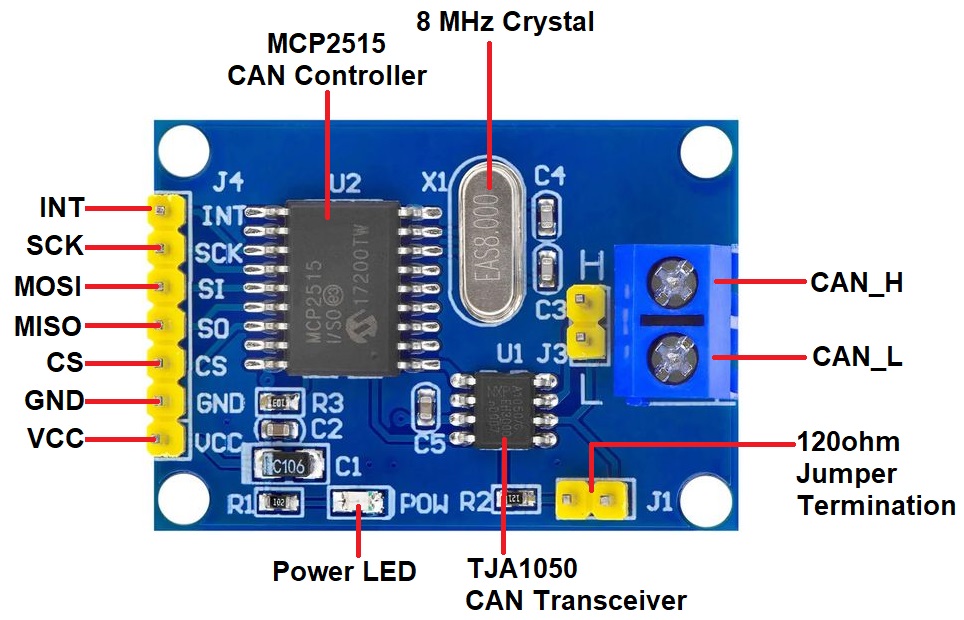 8 MHz Crystal
MCP2515
CAN Controller
J4
U2
X1
C4
INT
INT
SCK
SCK
MOSI
SI
MISO
SO
CS
CS
GND
GND
VCC
VCC
MCP2515
I/SO
17200TW
EAS8.000
H
C3
J3
L
U1
CAN_H
CAN_L
R3
C2
C5
C106
C1
R1
102
POW
R2
121
J1
120ohm
Jumper
Termination
Power LED
TJA1050
CAN Transceiver